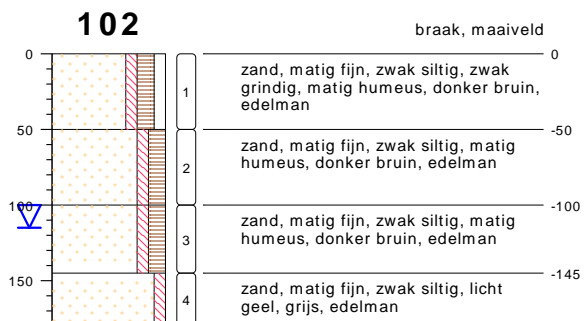 102
braak, maaiveld
0
0
1
zand, matig fijn, zwak siltig, zwak
grindig, matig humeus, donker bruin,
edelman
50
-50
2
zand, matig fijn, zwak siltig, matig
humeus, donker bruin, edelman
100
-100
3
zand, matig fijn, zwak siltig, matig
humeus, donker bruin, edelman
150
-145
4
zand, matig fijn, zwak siltig, licht
geel, grijs, edelman